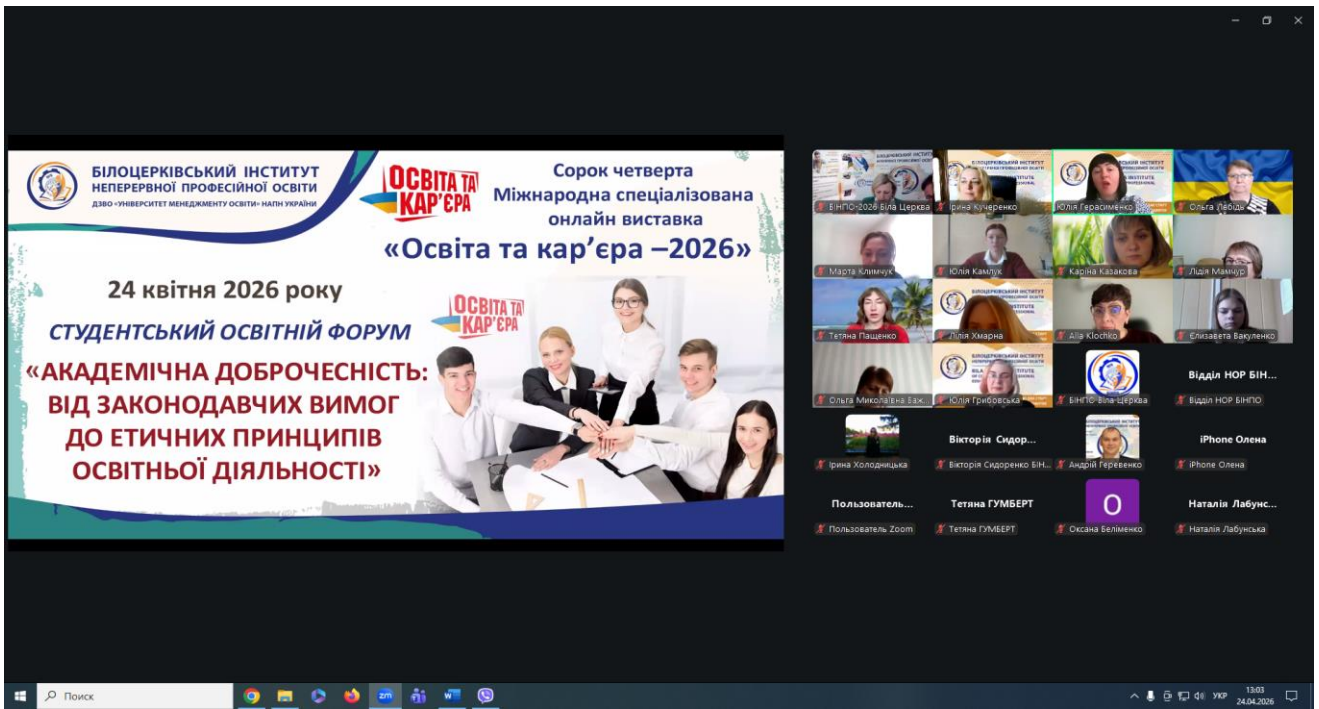 БІЛОЦЕРКІВСЬКИЙ ІНСТИТУТ
НЕПЕРЕРВНОЇ ПРОФЕСІЙНОЇ ОСВІТИ
ДЗВО «УНІВЕРСИТЕТ МЕНЕДЖМЕНТУ ОСВІТИ» НАПН УКРАЇНИ
ОСВІТА ТА
КАР'ЄРА
Сорок четверта
Міжнародна спеціалізована
онлайн виставка
«Освіта та кар’єра –2026»
24 квітня 2026 року
СТУДЕНТСЬКИЙ ОСВІТНІЙ ФОРУМ
«АКАДЕМІЧНА ДОБРОЧЕСНІСТЬ:
ВІД ЗАКОНОДАВЧИХ ВИМОГ
ДО ЕТИЧНИХ ПРИНЦИПІВ
ОСВІТНЬОЇ ДІЯЛЬНОСТІ»
ОСВІТА ТА
КАР'ЄРА
БІНПО-2026 Біла Церква
Ірина Кучеренко
Юлія Герасименко
Ольга Лебідь
Марта Климчук
Юлія Камлук
Каріна Казакова
Лідія Мамчур
Тетяна Пащенко
Лілія Хмарна
Alla Klochko
Єлизавета Вакуленко
Ольга Миколаївна Баж...
Юлія Грибовська
БІНПО Біла Церква
Відділ НОР БІН...
Відділ НОР БІНПО
Ірина Холодницька
Вікторія Сидор...
Вікторія Сидоренко БІН...
Андрій Геревенко
iPhone Олена
iPhone Олена
Пользователь...
Пользователь Zoom
Тетяна ГУМБЕРТ
Тетяна ГУМБЕРТ
О
Оксана Беліменко
Наталія Лабунс...
Наталія Лабунська
Поиск
zm
УКР
13:03
24.04.2026